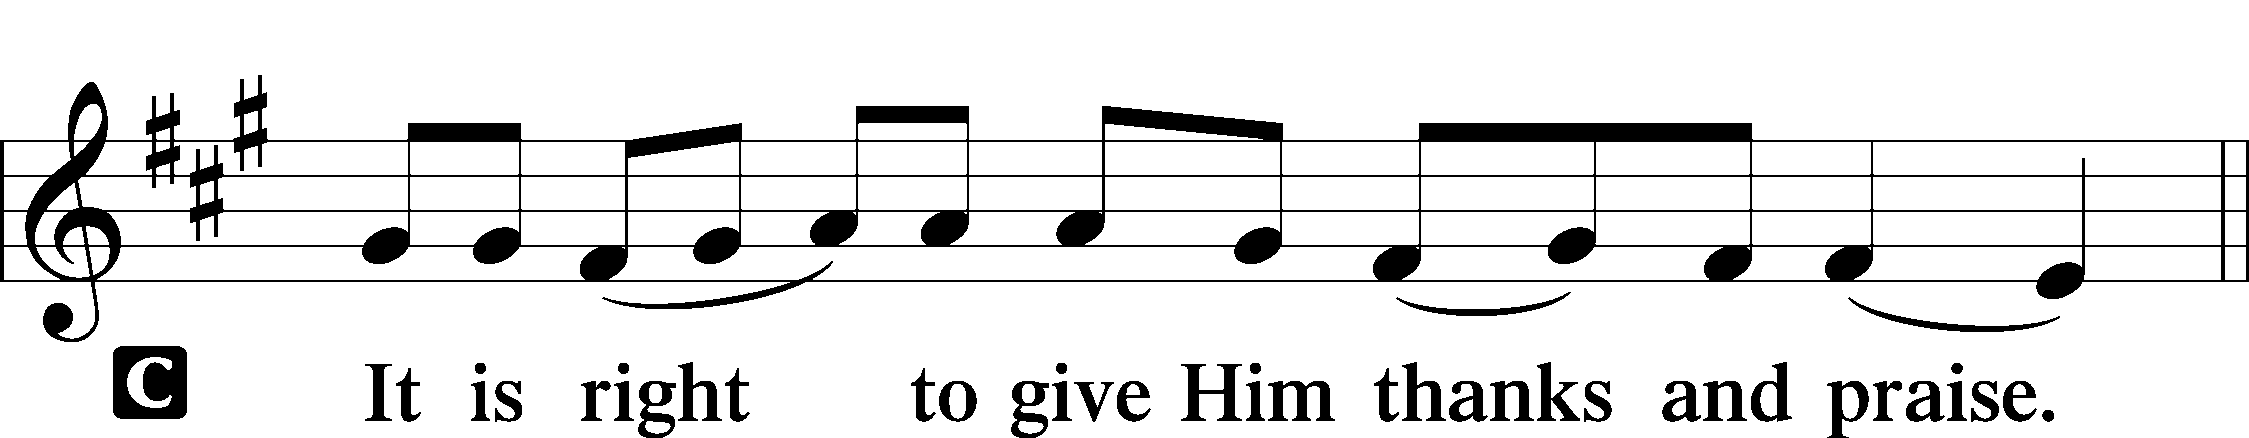 C It is right to give Him thanks and praise.